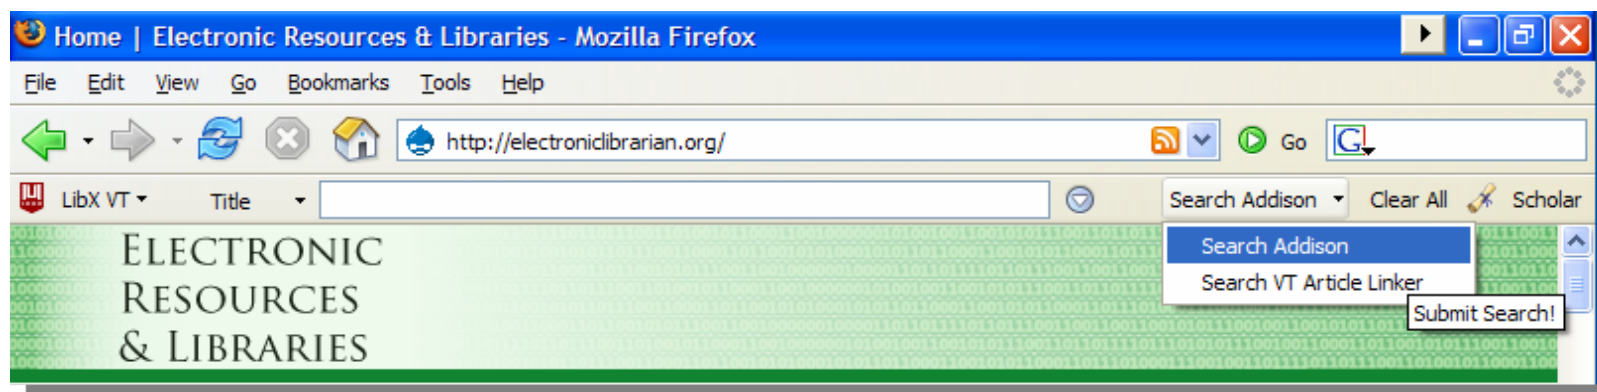 Home | Electronic Resources & Libraries - Mozilla Firefox
File Edit View Go Bookmarks Tools Help
http://electroniclibrarian.org/ Go G
LibX VT Title Search Addison Clear All Scholar
ELECTRONIC
RESOURCES
& LIBRARIES
Search Addison
Search VT Article Linker
Submit Search!